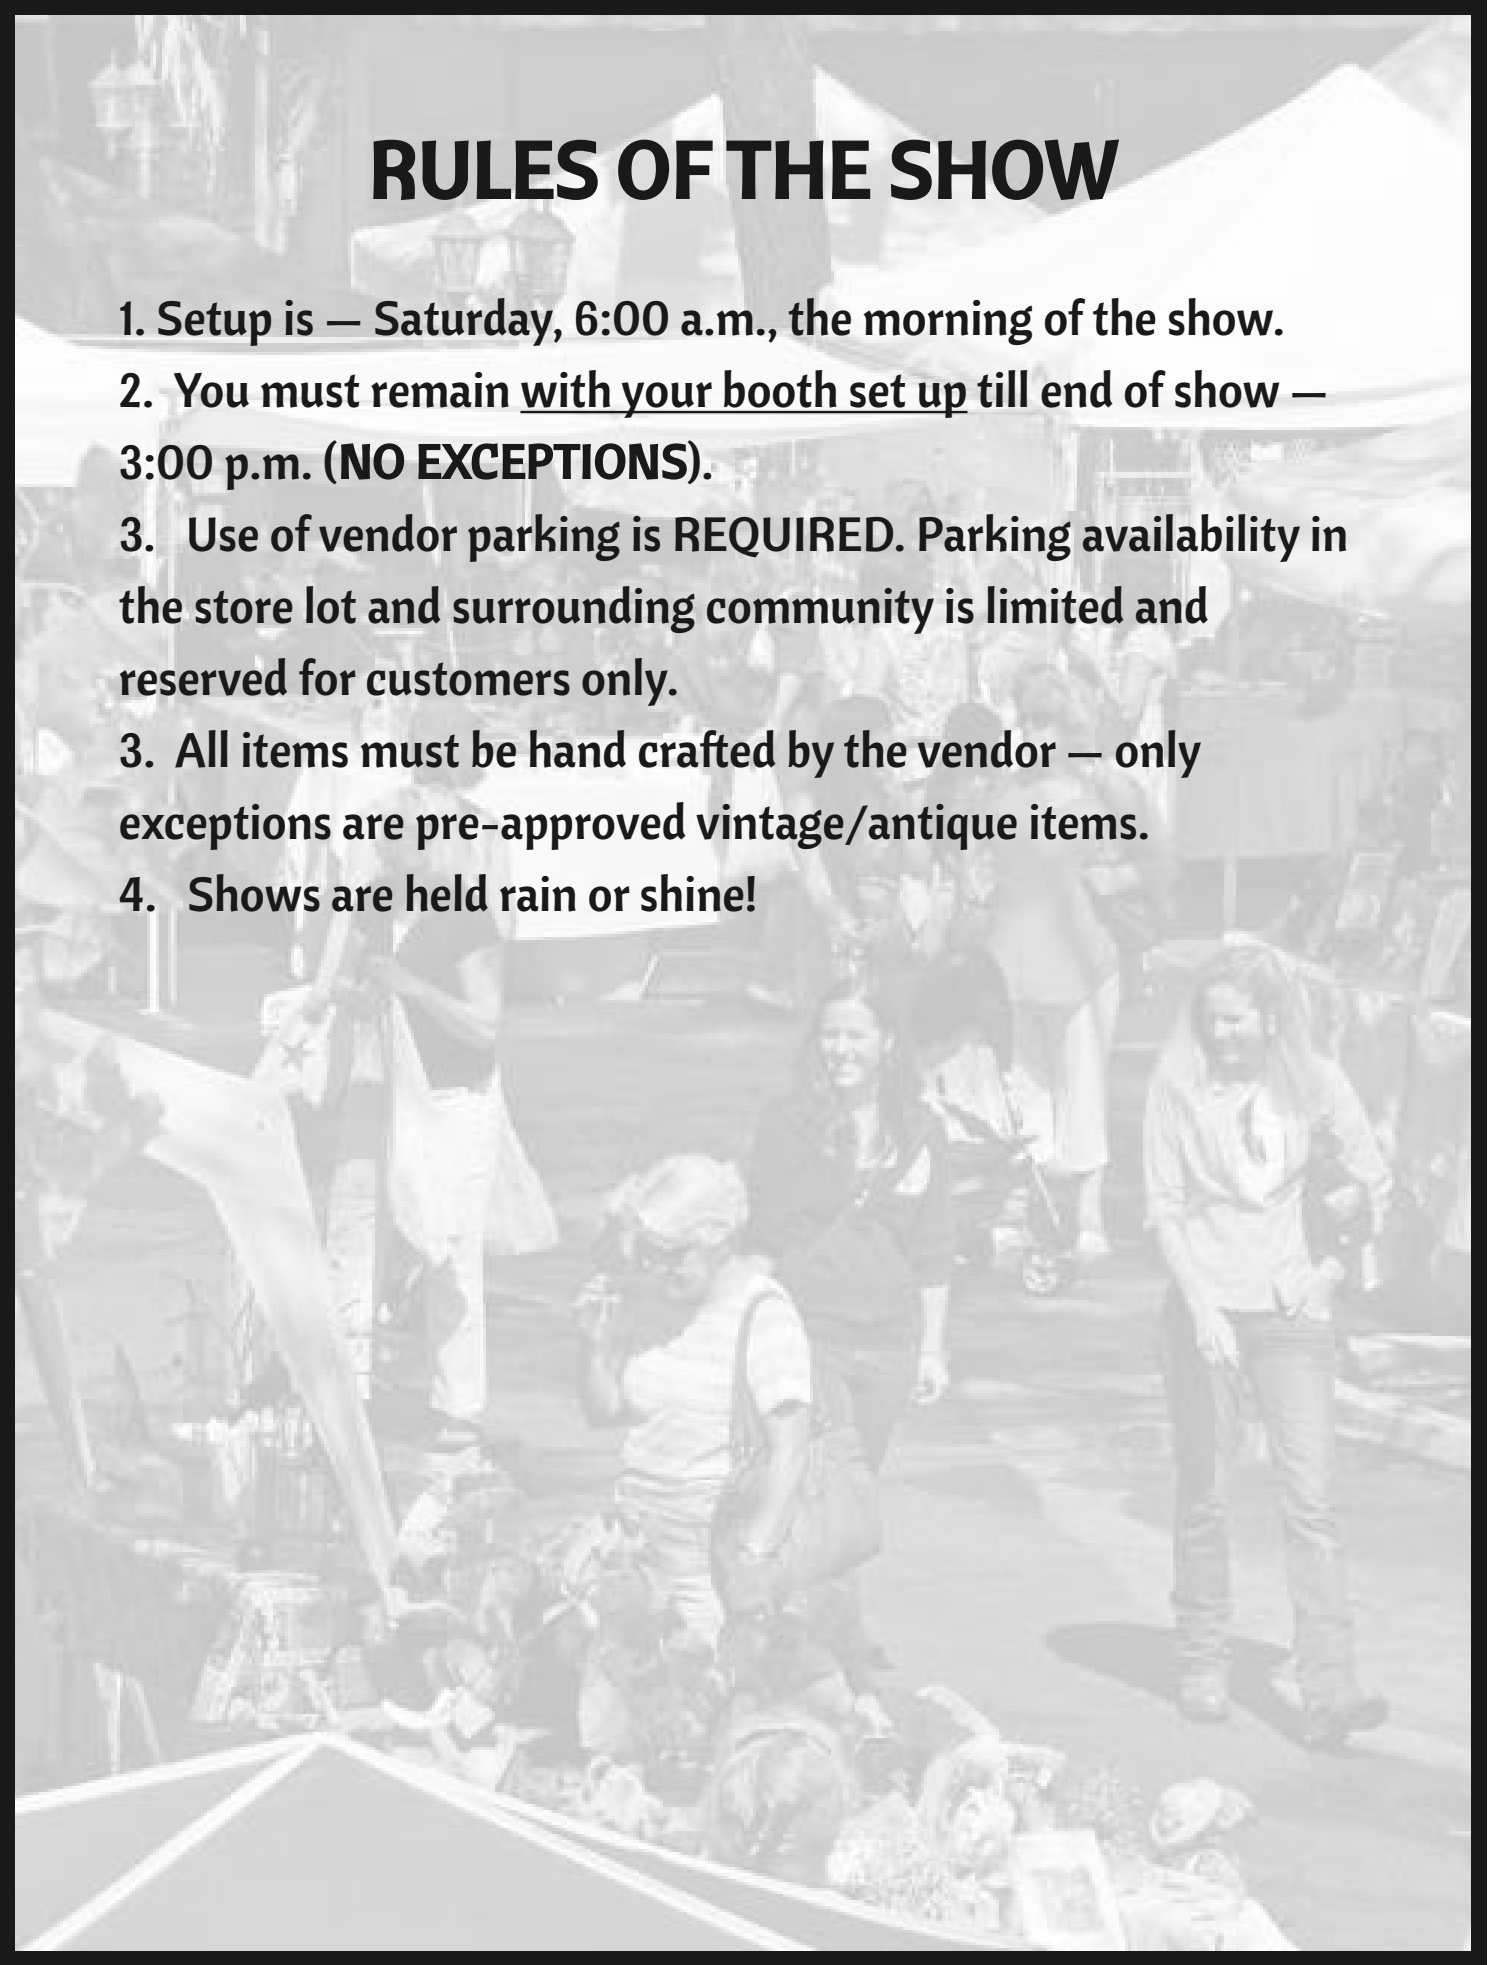 RULES OF THE SHOW
1. Setup is — Saturday, 6:00 a.m., the morning of the show.
2. You must remain with your booth set up till end of show —
3:00 p.m. (NO EXCEPTIONS).
3. Use of vendor parking is REQUIRED. Parking availability in
the store lot and surrounding community is limited and
reserved for customers only.
3. All items must be hand crafted by the vendor — only
exceptions are pre-approved vintage/antique items.
4. Shows are held rain or shine!